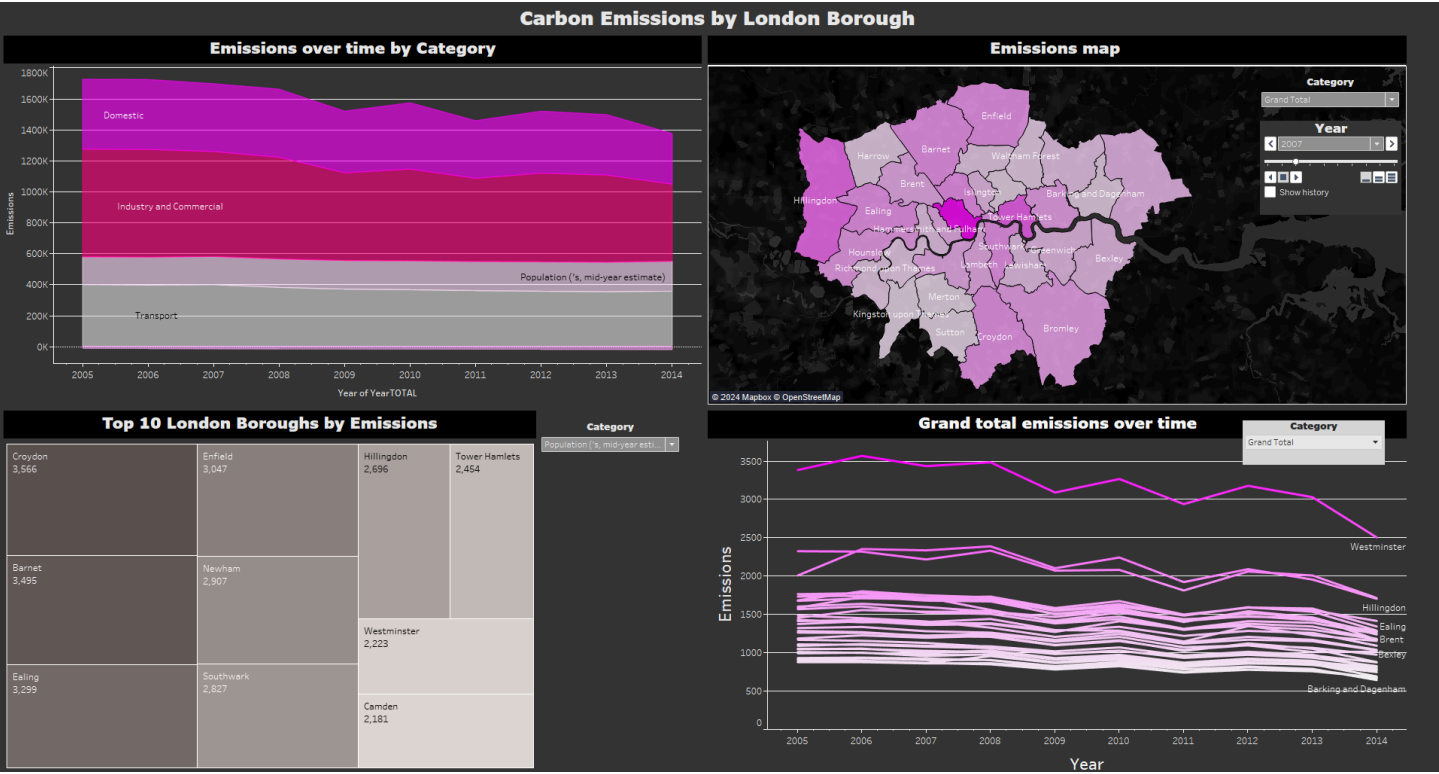 Carbon Emissions by London Borough
Emissions over time by Category
1800K
1600K
1400K
1200K
1000K
800K
600K
400K
200K
0K
Emissions
Domestic
Industry and Commercial
Population ('s, mid-year estimate)
Transport
2005 2006 2007 2008 2009 2010 2011 2012 2013 2014
Year of YearTOTAL
Emissions map
Category
Grand Total
Year
2007
Show history
Enfield
Barnet
Harrow
Waltham Forest
Brent
Islington
Barking and Dagenham
Hillingdon
Ealing
Tower Hamlets
Hammersmith and Fulham
Hounslow
Southwark
Greenwich
Richmond upon Thames
Lambeth
Lewisham
Bexley
Merton
Kingston upon Thames
Sutton
Croydon
Bromley
© 2024 Mapbox © OpenStreetMap
Top 10 London Boroughs by Emissions
Category
Population ('s, mid-year esti...
Croydon
3,566
Barnet
3,495
Ealing
3,299
Enfield
3,047
Newham
2,907
Southwark
2,827
Hillingdon
2,696
Tower Hamlets
2,454
Westminster
2,223
Camden
2,181
Grand total emissions over time
Category
Grand Total
3500
3000
2500
2000
1500
1000
500
0
Emissions
Westminster
Hillingdon
Ealing
Brent
Bexley
Barking and Dagenham
2005 2006 2007 2008 2009 2010 2011 2012 2013 2014
Year